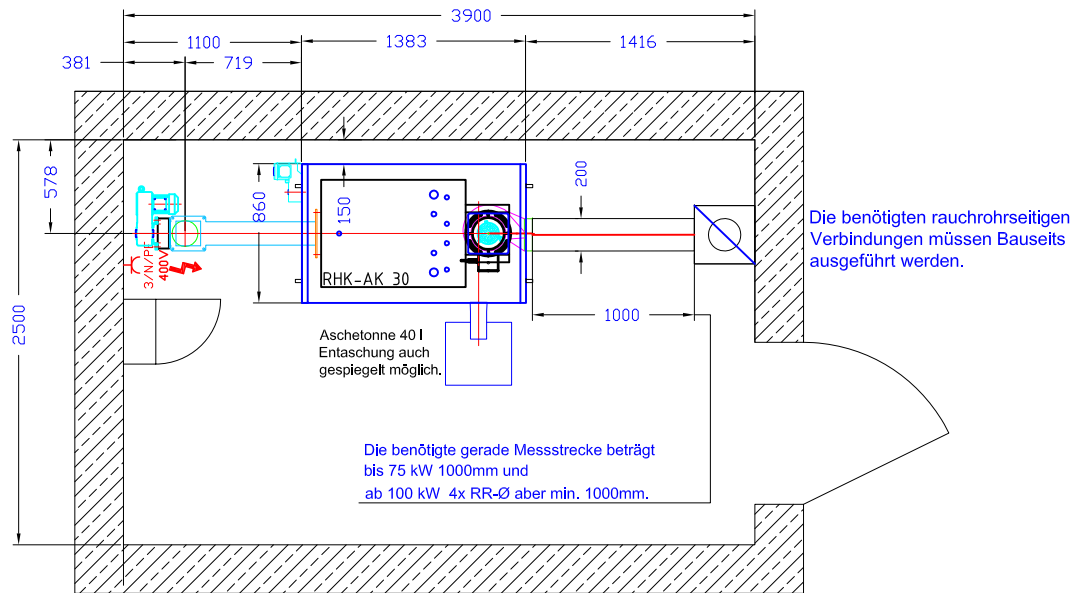 3900
1100
1383
1416
381
719
578
2500
860
150
200
1000
3/N/PE
400V
RHK-AK 30
Aschetonne 40 l
Entaschung auch
gespiegelt möglich.
Die benötigten rauchrohrseitigen
Verbindungen müssen Bauseits
ausgeführt werden.
Die benötigte gerade Messstrecke beträgt
bis 75 kW 1000mm und
ab 100 kW 4x RR-Ø aber min. 1000mm.